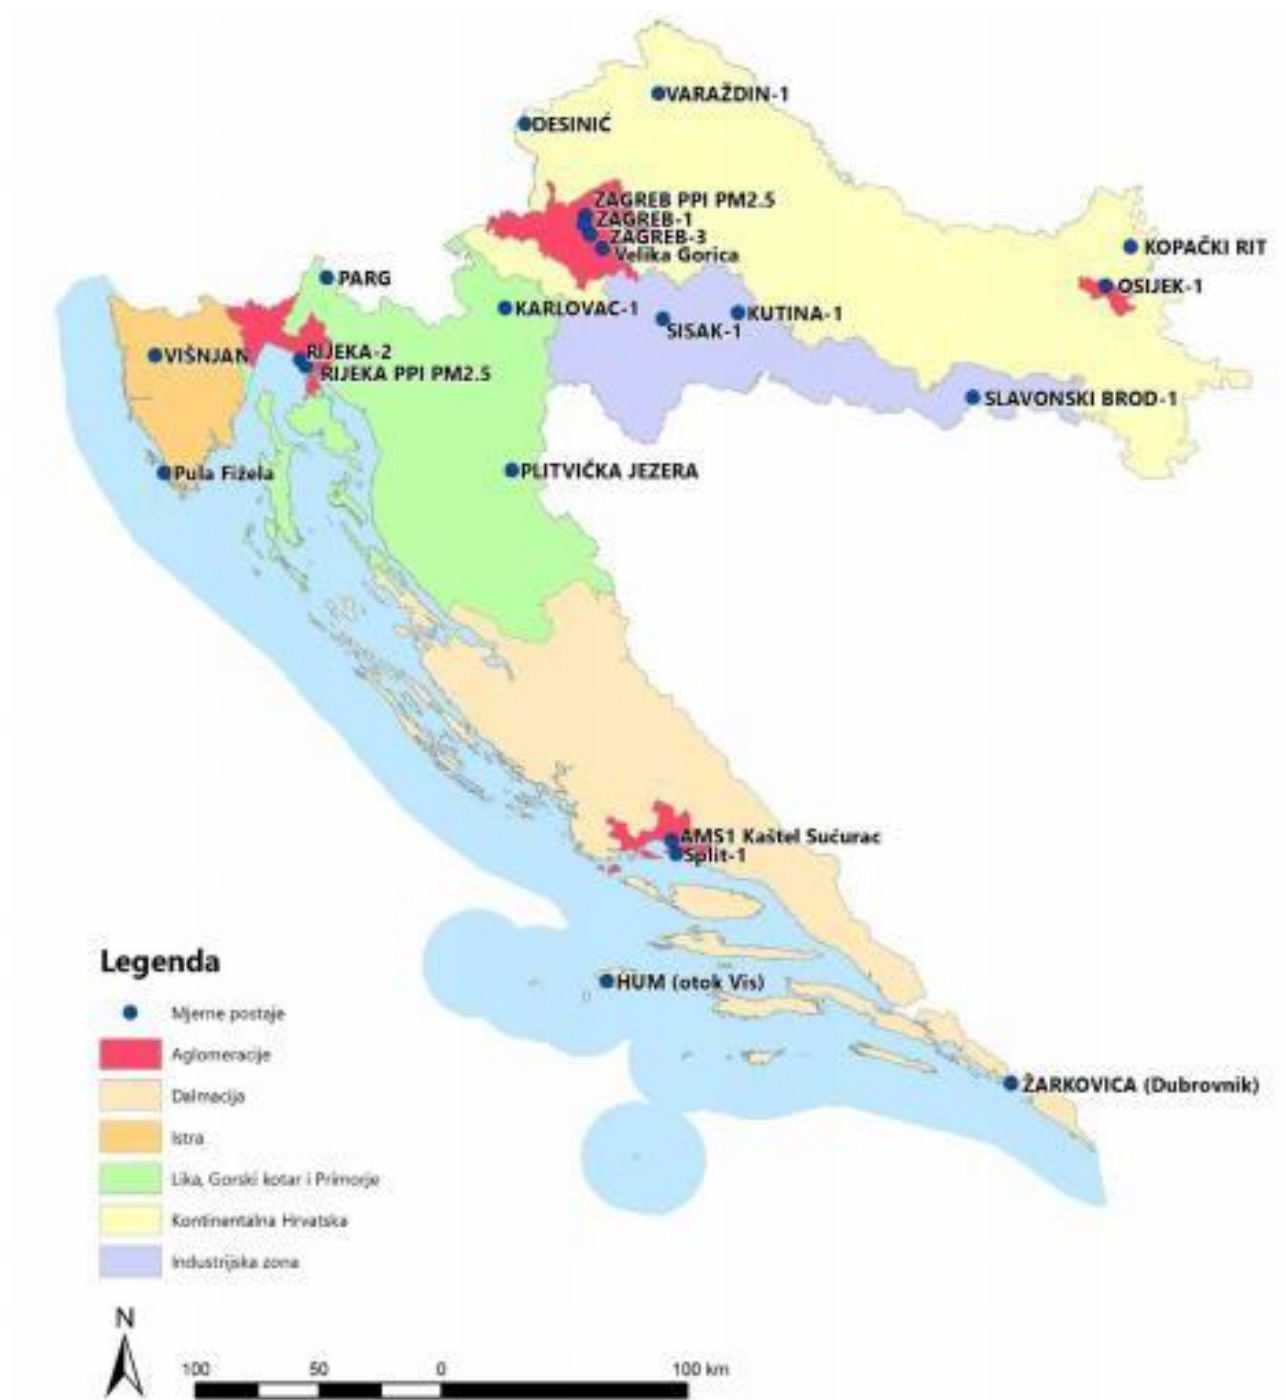 VARAŽDIN-1
DESINIĆ
ZAGREB PPI PM2.5
ZAGREB-1
ZAGREB-3
Velika Gorica
KOPAČKI RIT
PARG
OSIJEK-1
KARLOVAC-1
KUTINA-1
SISAK-1
RIJEKA-2
VIŠNJAN
RIJEKA PPI PM2.5
SLAVONSKI BROD-1
PLITVIČKA JEZERA
Pula Fižela
AMS1 Kaštel Sućurac
Split-1
HUM (otok Vis)
ŽARKOVICA (Dubrovnik)
Legenda
Mjerne postaje
Aglomeracije
Dalmacija
Istra
Lika, Gorski kotar i Primorje
Kontinentalna Hrvatska
Industrijska zona
N
100 50 0 100 km